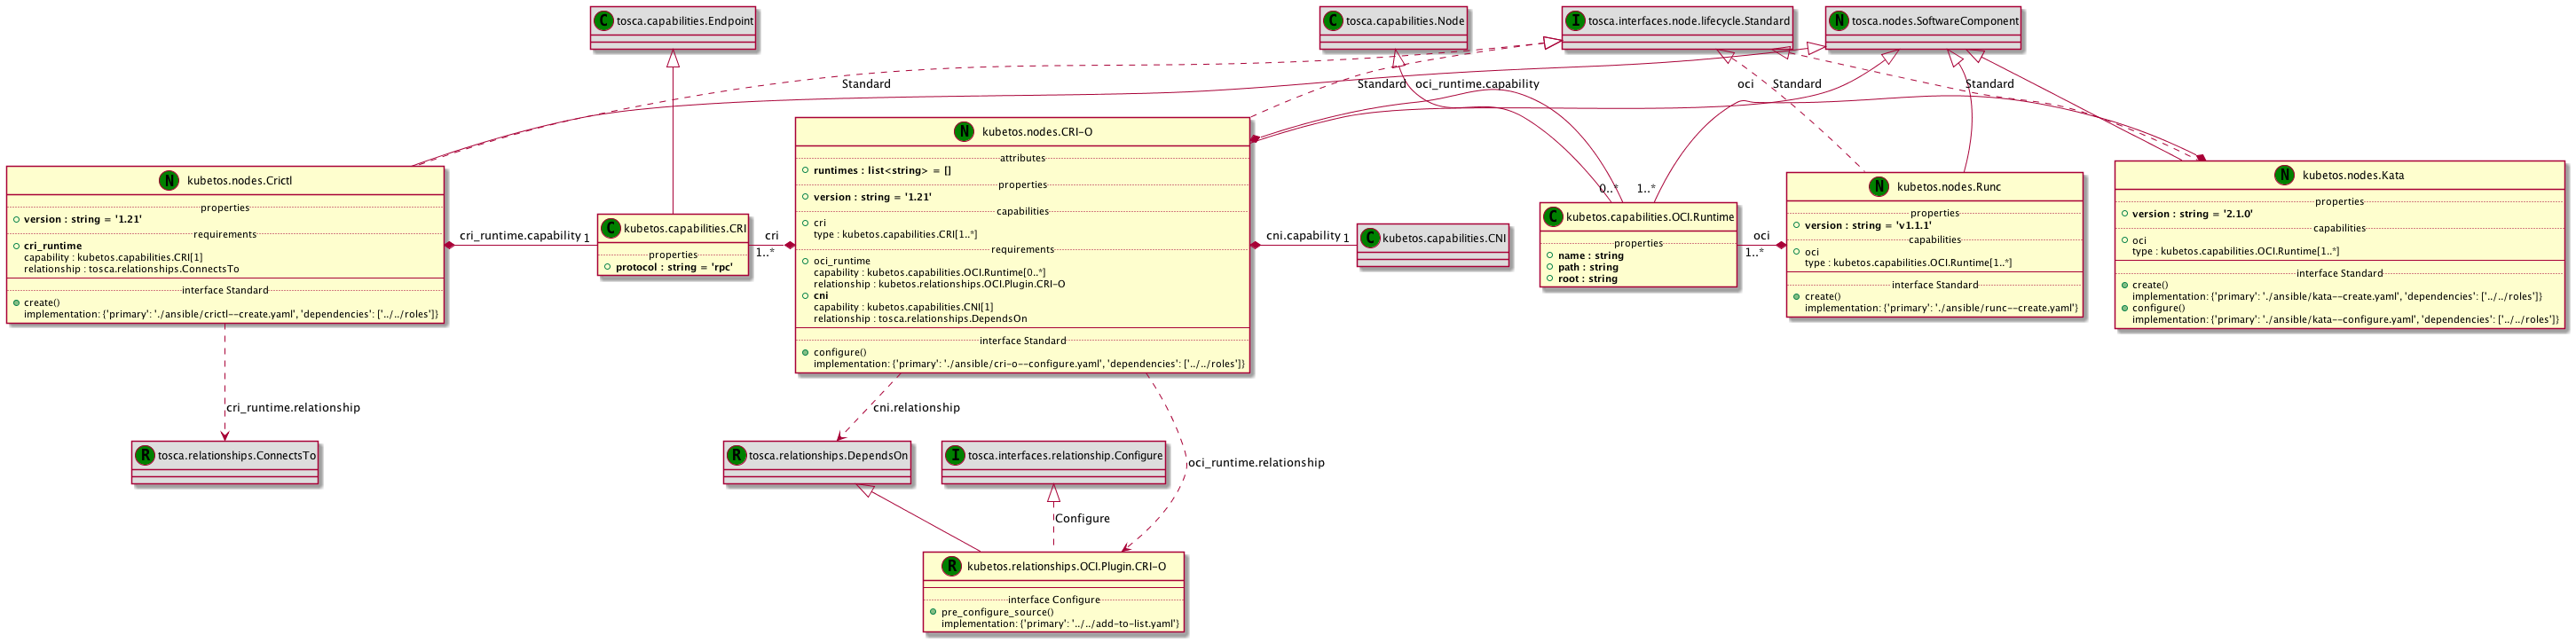 C tosca.capabilities.Endpoint
C tosca.capabilities.Node
I tosca.interfaces.node.lifecycle.Standard
N tosca.nodes.SoftwareComponent
Standard
Standard
oci_runtime.capability
oci
Standard
Standard
N kubetos.nodes.Crictl
properties
version : string = '1.21'
requirements
cri_runtime
capability : kubetos.capabilities.CRI[1]
relationship : tosca.relationships.ConnectsTo
interface Standard
create()
implementation: {'primary': './ansible/crictl--create.yaml', 'dependencies': ['../../roles']}
cri_runtime.capability
1
C kubetos.capabilities.CRI
properties
protocol : string = 'rpc'
cri
1..*
N kubetos.nodes.CRI-O
attributes
runtimes : list<string> = []
properties
version : string = '1.21'
capabilities
cri
type : kubetos.capabilities.CRI[1..*]
requirements
oci_runtime
capability : kubetos.capabilities.OCI.Runtime[0..*]
relationship : kubetos.relationships.OCI.Plugin.CRI-O
cni
capability : kubetos.capabilities.CNI[1]
relationship : tosca.relationships.DependsOn
interface Standard
configure()
implementation: {'primary': './ansible/cri-o--configure.yaml', 'dependencies': ['../../roles']}
cni.capability
1
C kubetos.capabilities.CNI
0..*
1..*
C kubetos.capabilities.OCI.Runtime
properties
name : string
path : string
root : string
oci
1..*
N kubetos.nodes.Runc
properties
version : string = 'v1.1.1'
capabilities
oci
type : kubetos.capabilities.OCI.Runtime[1..*]
interface Standard
create()
implementation: {'primary': './ansible/runc--create.yaml'}
N kubetos.nodes.Kata
properties
version : string = '2.1.0'
capabilities
oci
type : kubetos.capabilities.OCI.Runtime[1..*]
interface Standard
create()
implementation: {'primary': './ansible/kata--create.yaml', 'dependencies': ['../../roles']}
configure()
implementation: {'primary': './ansible/kata--configure.yaml', 'dependencies': ['../../roles']}
cri_runtime.relationship
cni.relationship
oci_runtime.relationship
R tosca.relationships.ConnectsTo
R tosca.relationships.DependsOn
I tosca.interfaces.relationship.Configure
Configure
R kubetos.relationships.OCI.Plugin.CRI-O
interface Configure
pre_configure_source()
implementation: {'primary': '../../add-to-list.yaml'}